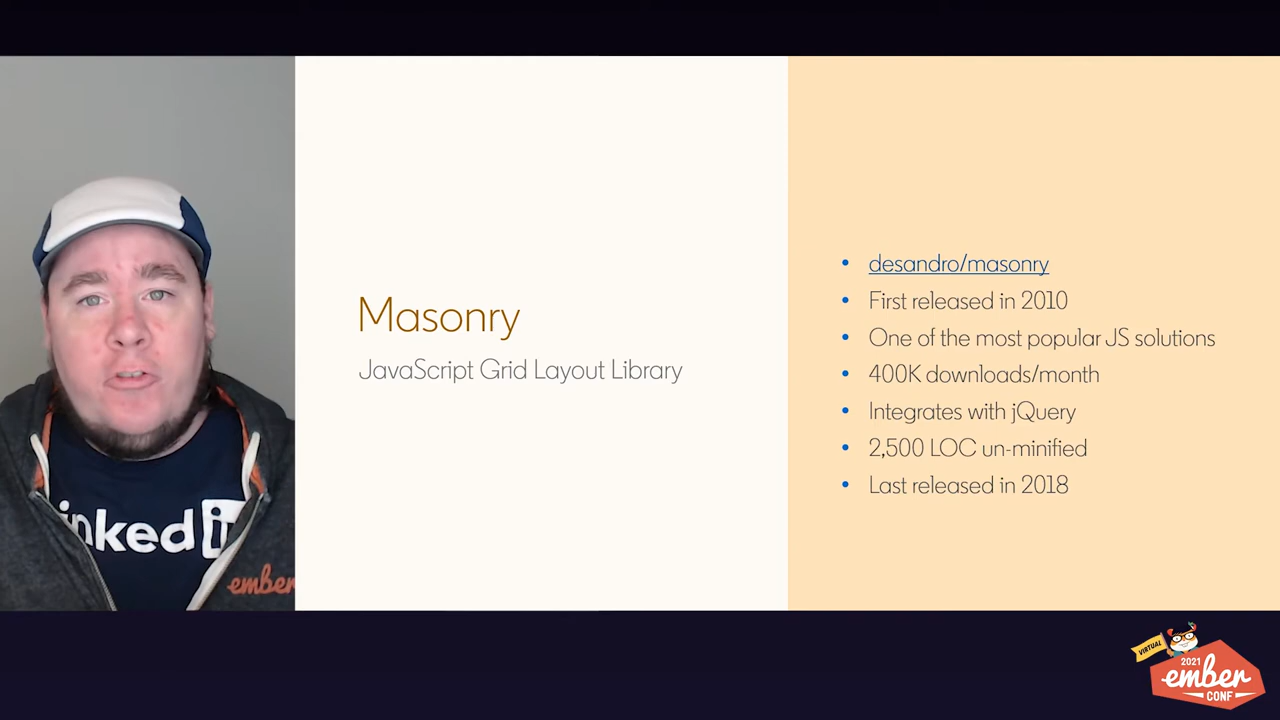 Masonry
JavaScript Grid Layout Library
desandro/masonry
First released in 2010
One of the most popular JS solutions
400K downloads/month
Integrates with jQuery
2,500 LOC un-minified
Last released in 2018
inkedin
ember
VIRTUAL
2021
ember
CONF